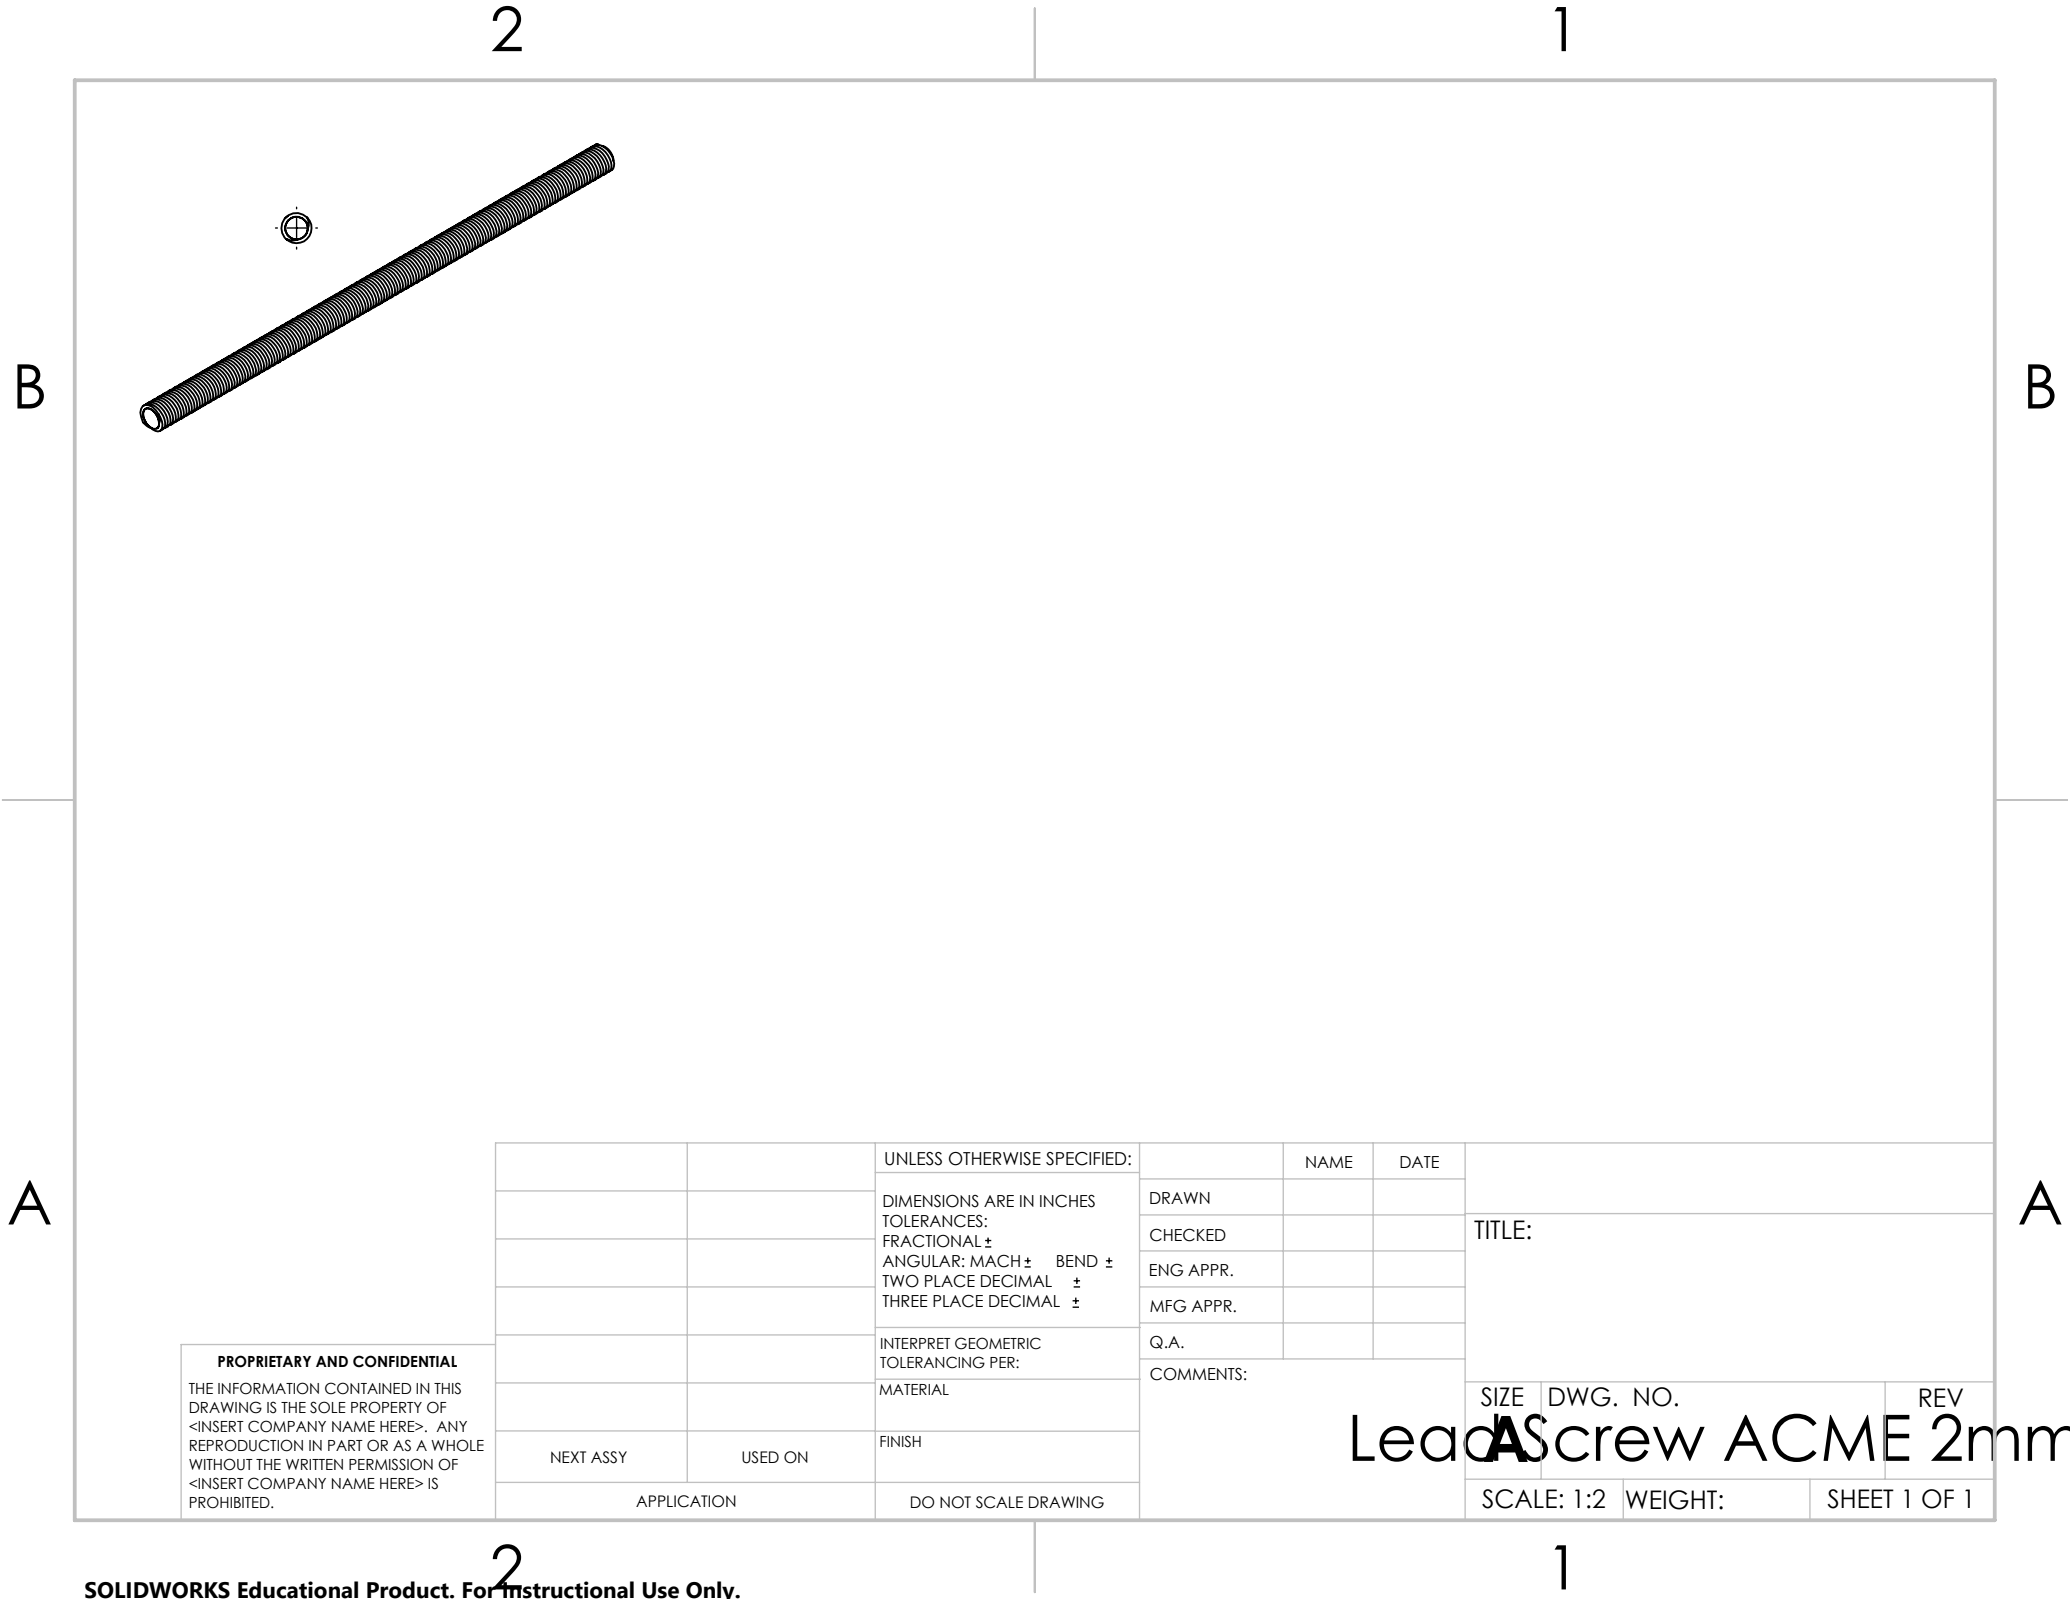 2
1
B
B
A
A
UNLESS OTHERWISE SPECIFIED:
DIMENSIONS ARE IN INCHES
TOLERANCES:
FRACTIONAL ±
ANGULAR: MACH ± BEND ±
TWO PLACE DECIMAL ±
THREE PLACE DECIMAL ±
INTERPRET GEOMETRIC
TOLERANCING PER:
MATERIAL
FINISH
DO NOT SCALE DRAWING
NAME
DATE
DRAWN
CHECKED
ENG APPR.
MFG APPR.
Q.A.
COMMENTS:
TITLE:
SIZE
DWG. NO.
REV
A
Lead Screw ACME 2mm
SCALE: 1:2
WEIGHT:
SHEET 1 OF 1
PROPRIETARY AND CONFIDENTIAL
THE INFORMATION CONTAINED IN THIS
DRAWING IS THE SOLE PROPERTY OF
<INSERT COMPANY NAME HERE>. ANY
REPRODUCTION IN PART OR AS A WHOLE
WITHOUT THE WRITTEN PERMISSION OF
<INSERT COMPANY NAME HERE> IS
PROHIBITED.
NEXT ASSY
USED ON
APPLICATION
2
1
SOLIDWORKS Educational Product. For Instructional Use Only.